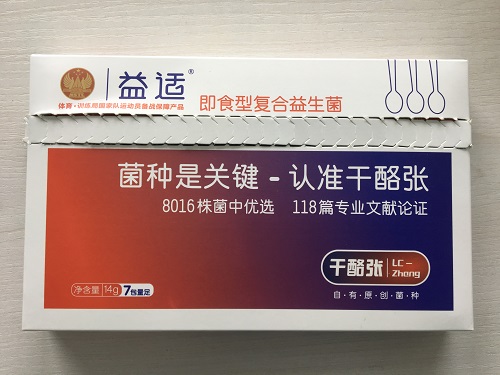 益适®
体育·训练局国家队运动员备战保障产品
即食型复合益生菌
菌种是关键-认准干酪张
8016株菌中优选 118篇专业文献论证
干酪张 LC-Zhang
自·有·原·创·菌·种
净含量 14g 7包量足